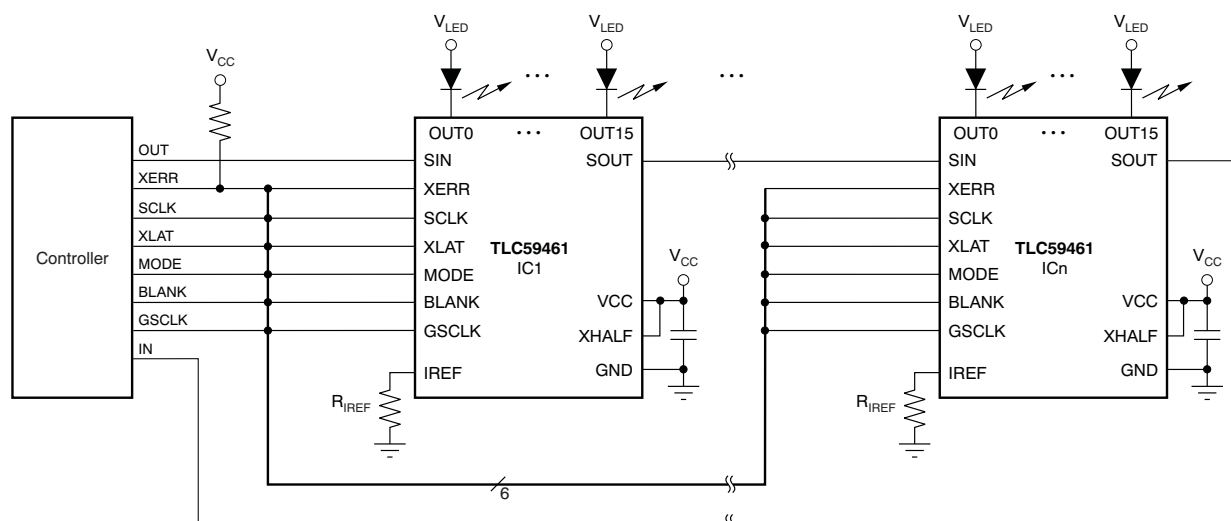 V_LED V_LED V_LED V_LED
V_CC ... ... ... ...
OUT0 ... OUT15
OUT0 ... OUT15
OUT
XERR
SCLK
XLAT
MODE
BLANK
GSCLK
IN
Controller
SIN
XERR
SCLK
XLAT
MODE
BLANK
GSCLK
IREF
R_IREF
SOUT
TLC59461
IC1
V_CC
VCC
XHALF
GND
6
SIN
XERR
SCLK
XLAT
MODE
BLANK
GSCLK
IREF
R_IREF
SOUT
TLC59461
ICn
V_CC
VCC
XHALF
GND